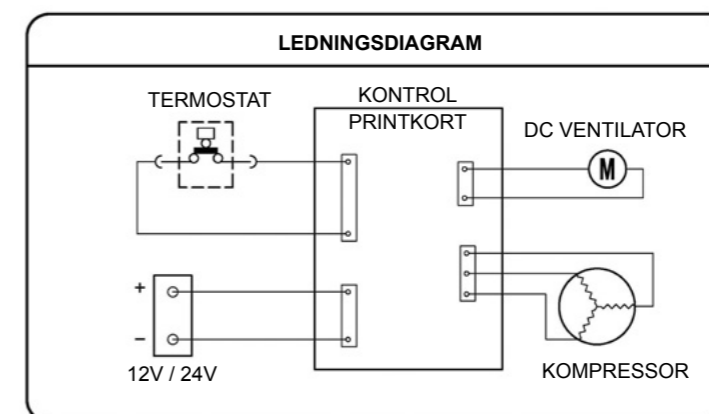 LEDNINGSDIAGRAM
TERMOSTAT
KONTROL
PRINTKORT
DC VENTILATOR
M
+
–
12V / 24V
KOMPRESSOR